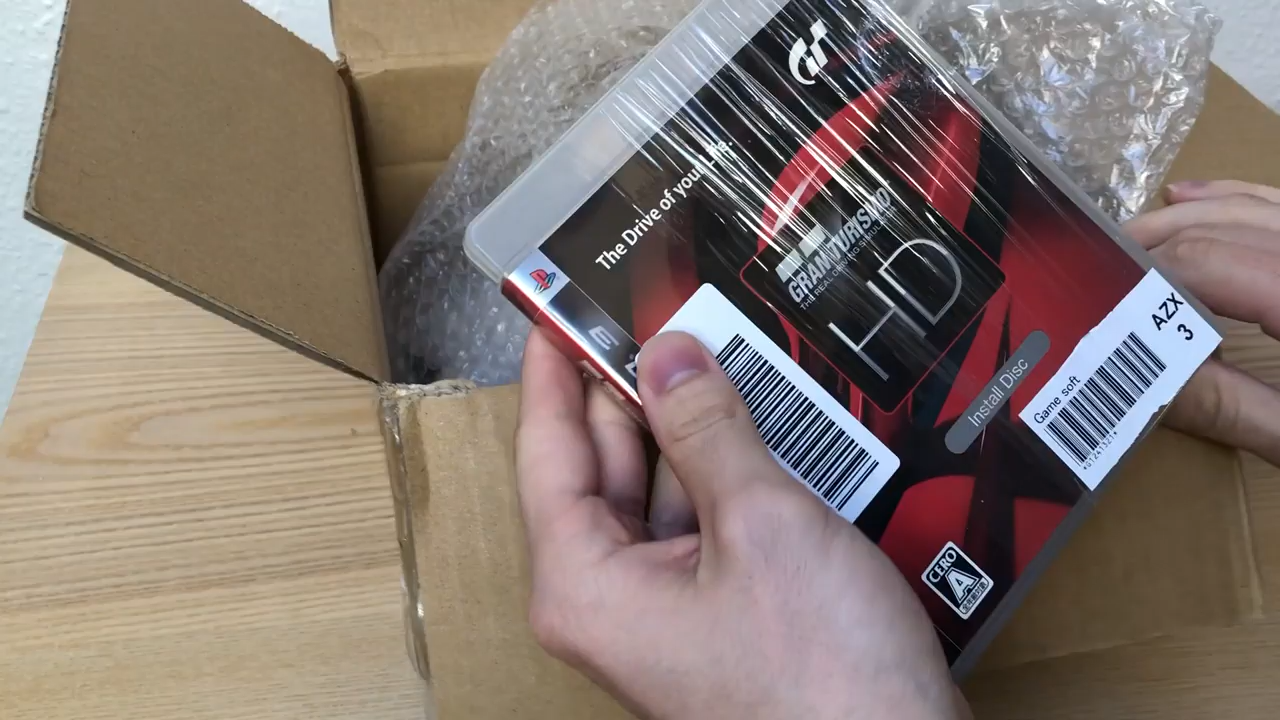 GT
The Drive of your Life.
GRAN TURISMO
THE REAL DRIVING SIMULATOR
HD
Install Disc
AZX
3
Game soft
CERO
A